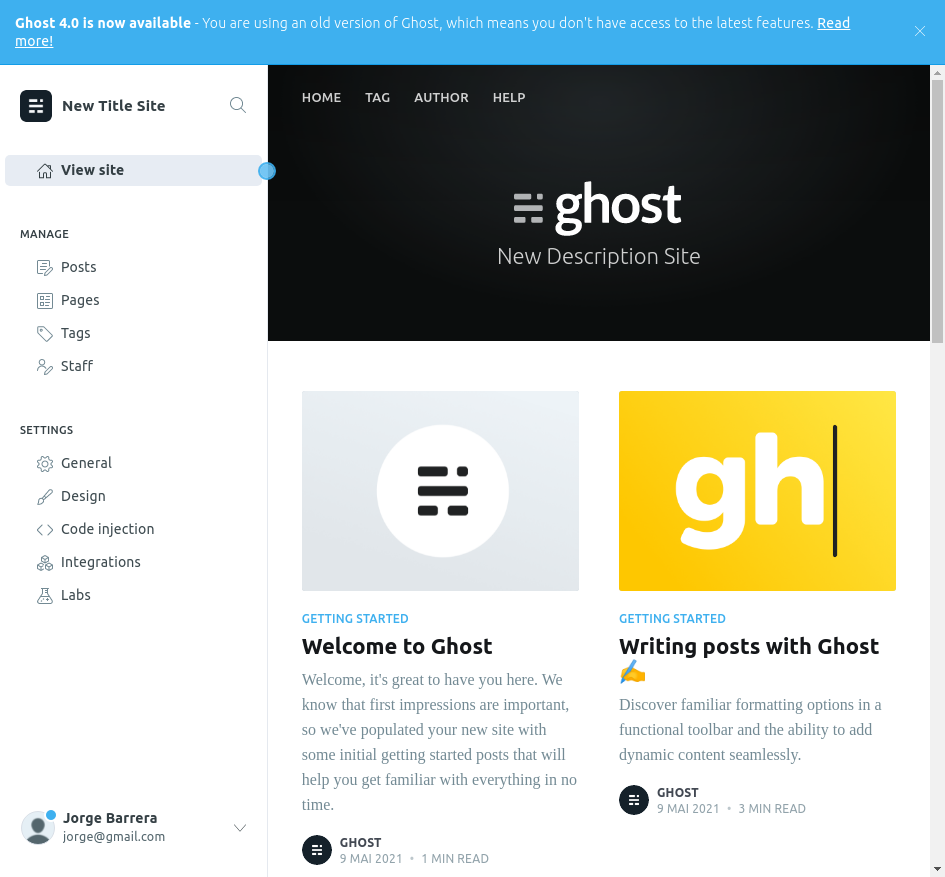 Ghost 4.0 is now available - You are using an old version of Ghost, which means you don't have access to the latest features. Read
more!
New Title Site
View site
MANAGE
Posts
Pages
Tags
Staff
SETTINGS
General
Design
Code injection
Integrations
Labs
Jorge Barrera
jorge@gmail.com
HOME TAG AUTHOR HELP
ghost
New Description Site
GETTING STARTED
Welcome to Ghost
Welcome, it's great to have you here. We
know that first impressions are important,
so we've populated your new site with
some initial getting started posts that will
help you get familiar with everything in no
time.
GHOST
9 MAI 2021 • 1 MIN READ
gh
GETTING STARTED
Writing posts with Ghost
✍️
Discover familiar formatting options in a
functional toolbar and the ability to add
dynamic content seamlessly.
GHOST
9 MAI 2021 • 3 MIN READ